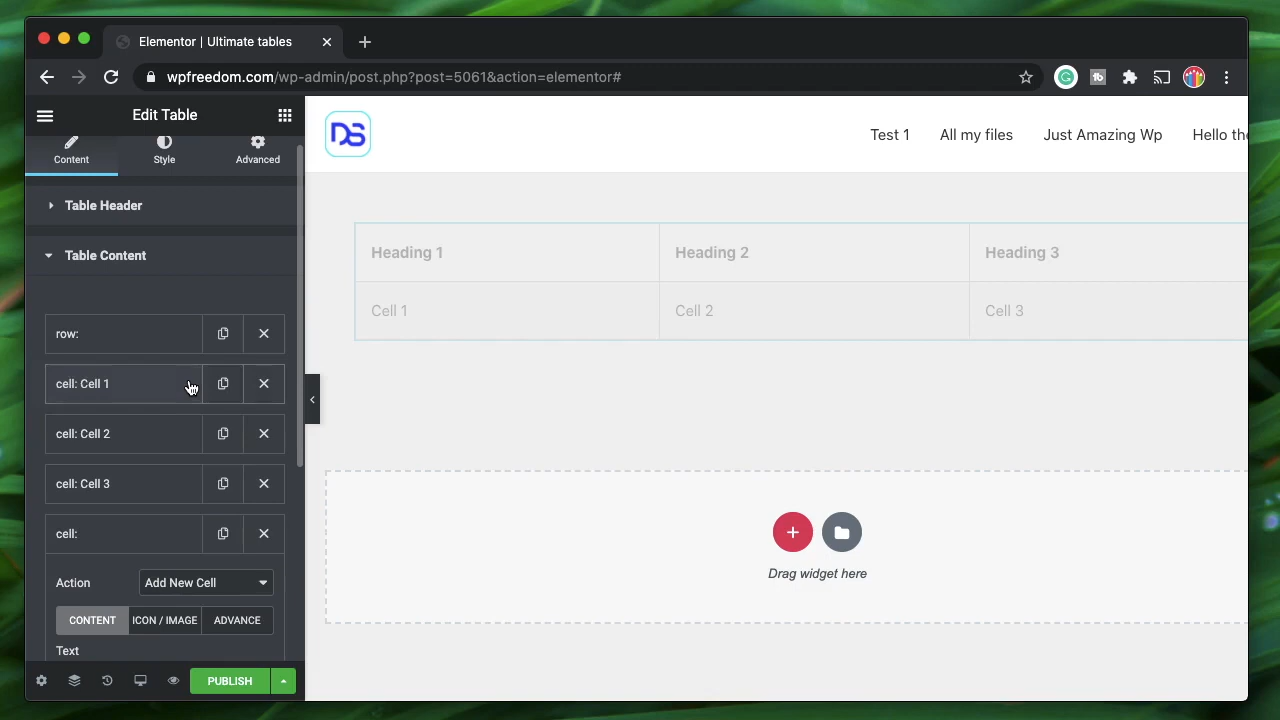 Elementor | Ultimate tables
wpfreedom.com/wp-admin/post.php?post=5061&action=elementor#
Edit Table
Content
Style
Advanced
Table Header
Table Content
row:
cell: Cell 1
cell: Cell 2
cell: Cell 3
cell:
Action
Add New Cell
CONTENT
ICON / IMAGE
ADVANCE
Text
PUBLISH
DS
Test 1
All my files
Just Amazing Wp
Hello the
Heading 1
Heading 2
Heading 3
Cell 1
Cell 2
Cell 3
Drag widget here